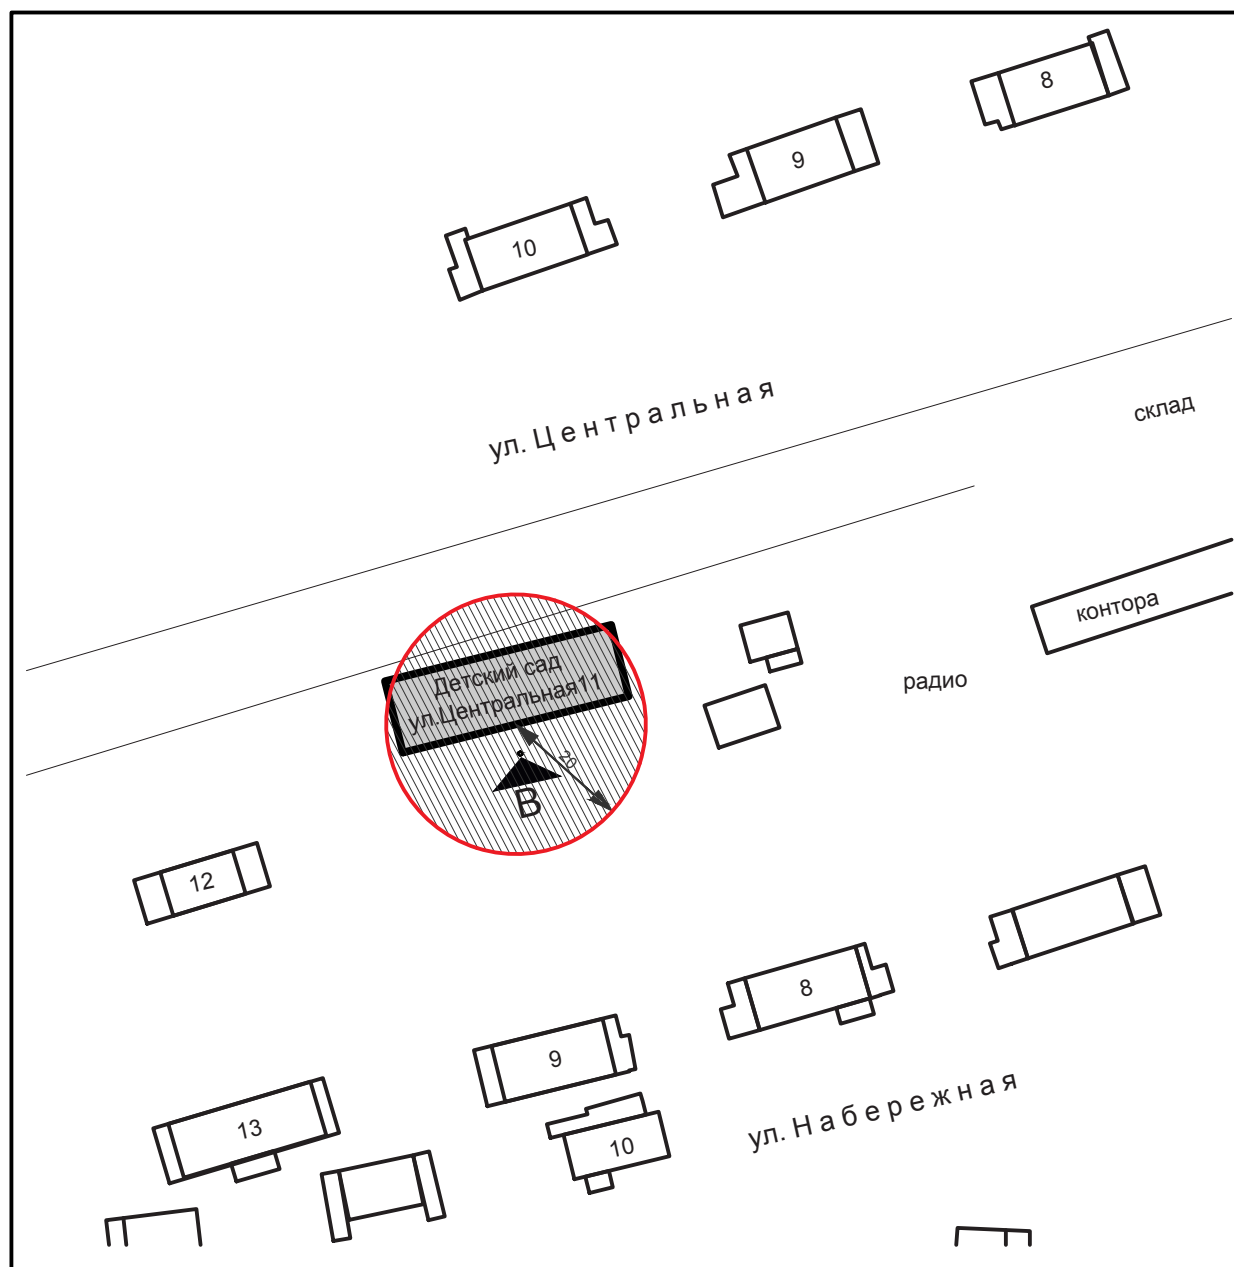 8
9
10
ул. Центральная
склад
контора
Детский сад
ул.Центральная11
радио
20
В
12
8
9
ул. Набережная
13
10